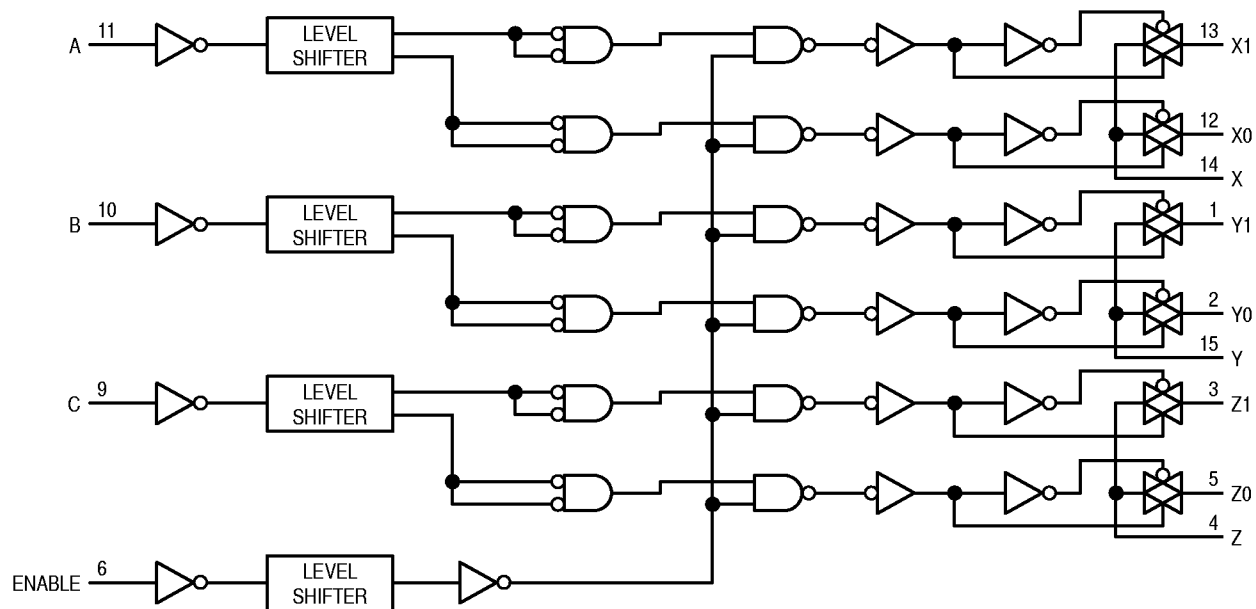 A 11 LEVEL SHIFTER 13 X1
12 X0
14 X
B 10 LEVEL SHIFTER 1 Y1
2 Y0
15 Y
C 9 LEVEL SHIFTER 3 Z1
5 Z0
4 Z
ENABLE 6 LEVEL SHIFTER